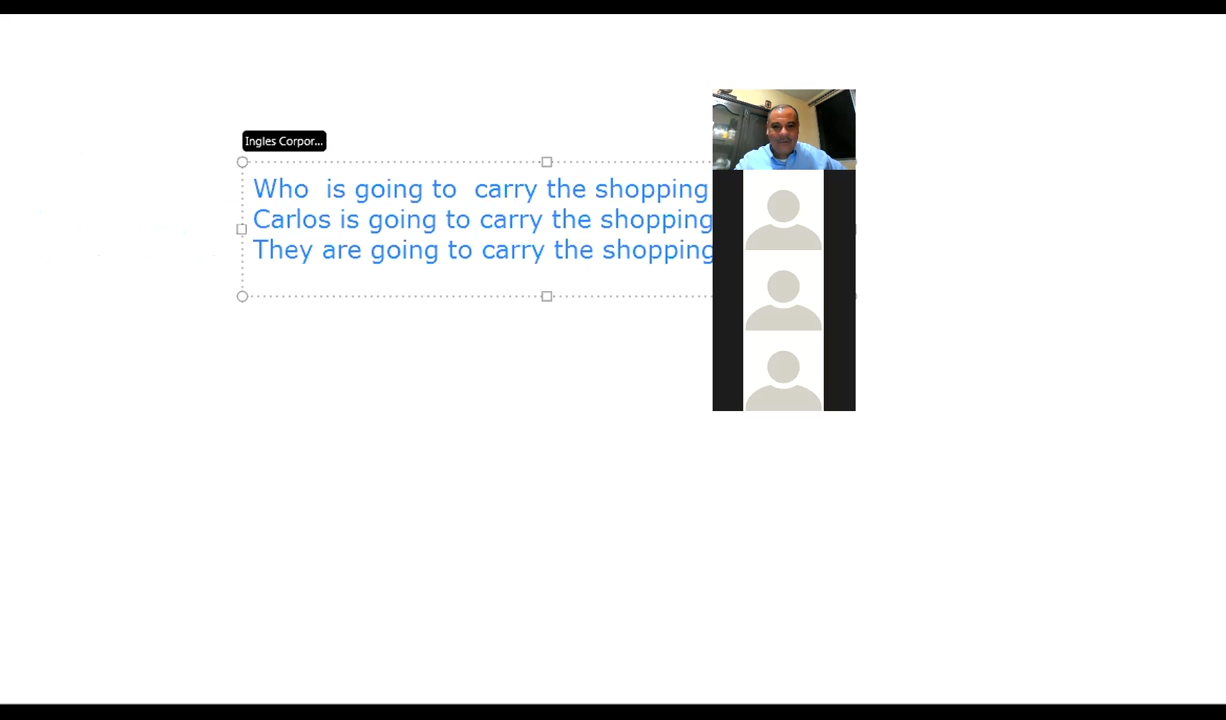 Ingles Corpor...
Who is going to carry the shopping
Carlos is going to carry the shopping
They are going to carry the shopping